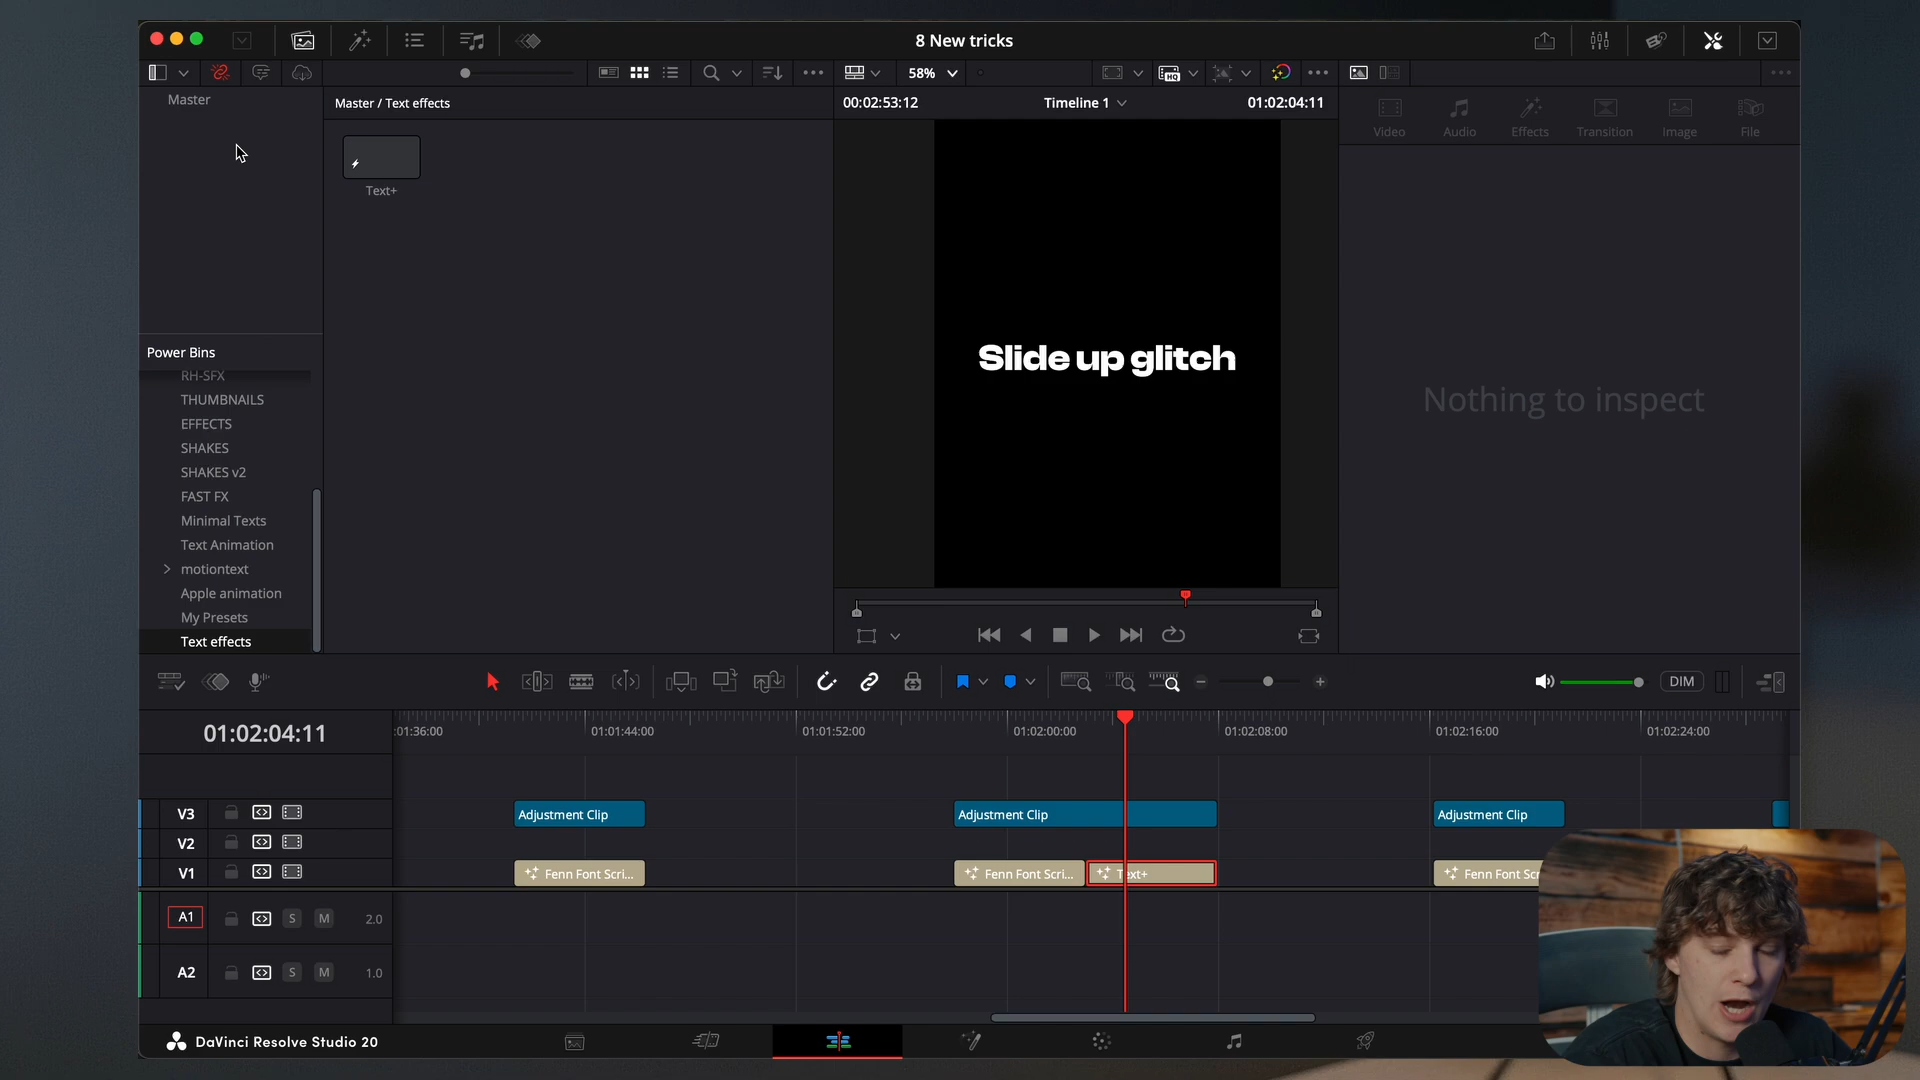 8 New tricks
58%
Master
Master / Text effects
00:02:53:12
Timeline 1
01:02:04:11
Video
Audio
Effects
Transition
Image
File
Text+
Slide up glitch
Nothing to inspect
Power Bins
RH-SFX
THUMBNAILS
EFFECTS
SHAKES
SHAKES v2
FAST FX
Minimal Texts
Text Animation
motiontext
Apple animation
My Presets
Text effects
DIM
01:02:04:11
:01:36:00
01:01:44:00
01:01:52:00
01:02:00:00
01:02:08:00
01:02:16:00
01:02:24:00
V3
Adjustment Clip
Adjustment Clip
Adjustment Clip
V2
V1
Fenn Font Scri...
Fenn Font Scri...
Text+
Fenn Font Scr
A1
S
M
2.0
A2
S
M
1.0
DaVinci Resolve Studio 20